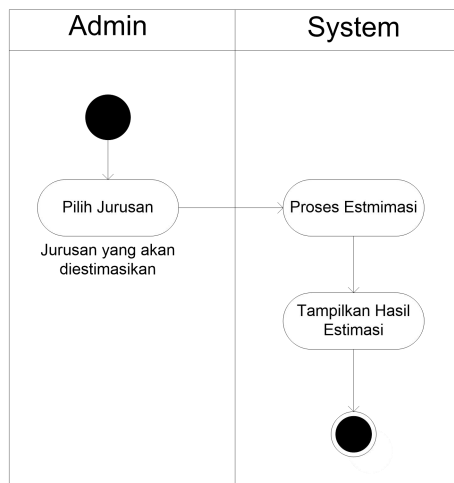 Admin
System
Pilih Jurusan
Jurusan yang akan
diestimasikan
Proses Estmimasi
Tampilkan Hasil
Estimasi